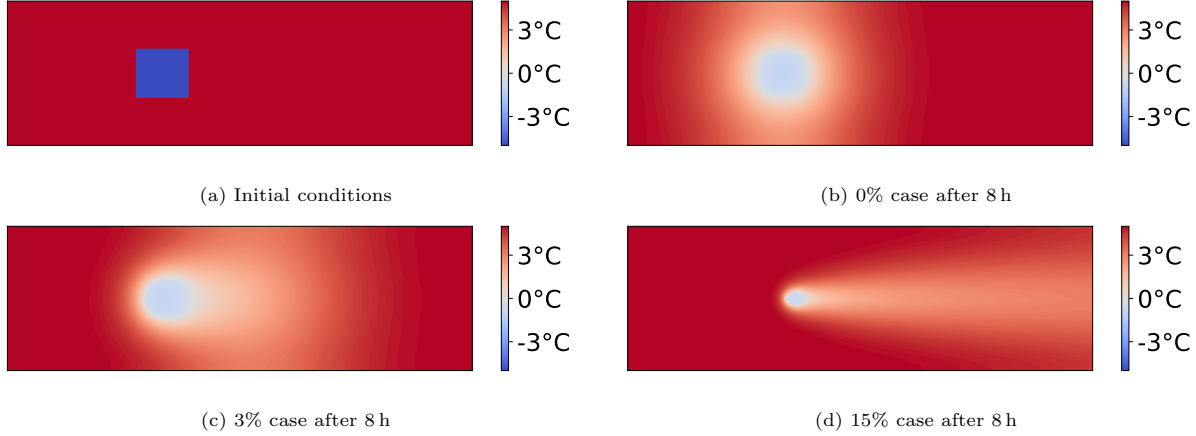 3°C
0°C
-3°C
3°C
0°C
-3°C
(a) Initial conditions
(b) 0% case after 8 h
3°C
0°C
-3°C
3°C
0°C
-3°C
(c) 3% case after 8 h
(d) 15% case after 8 h